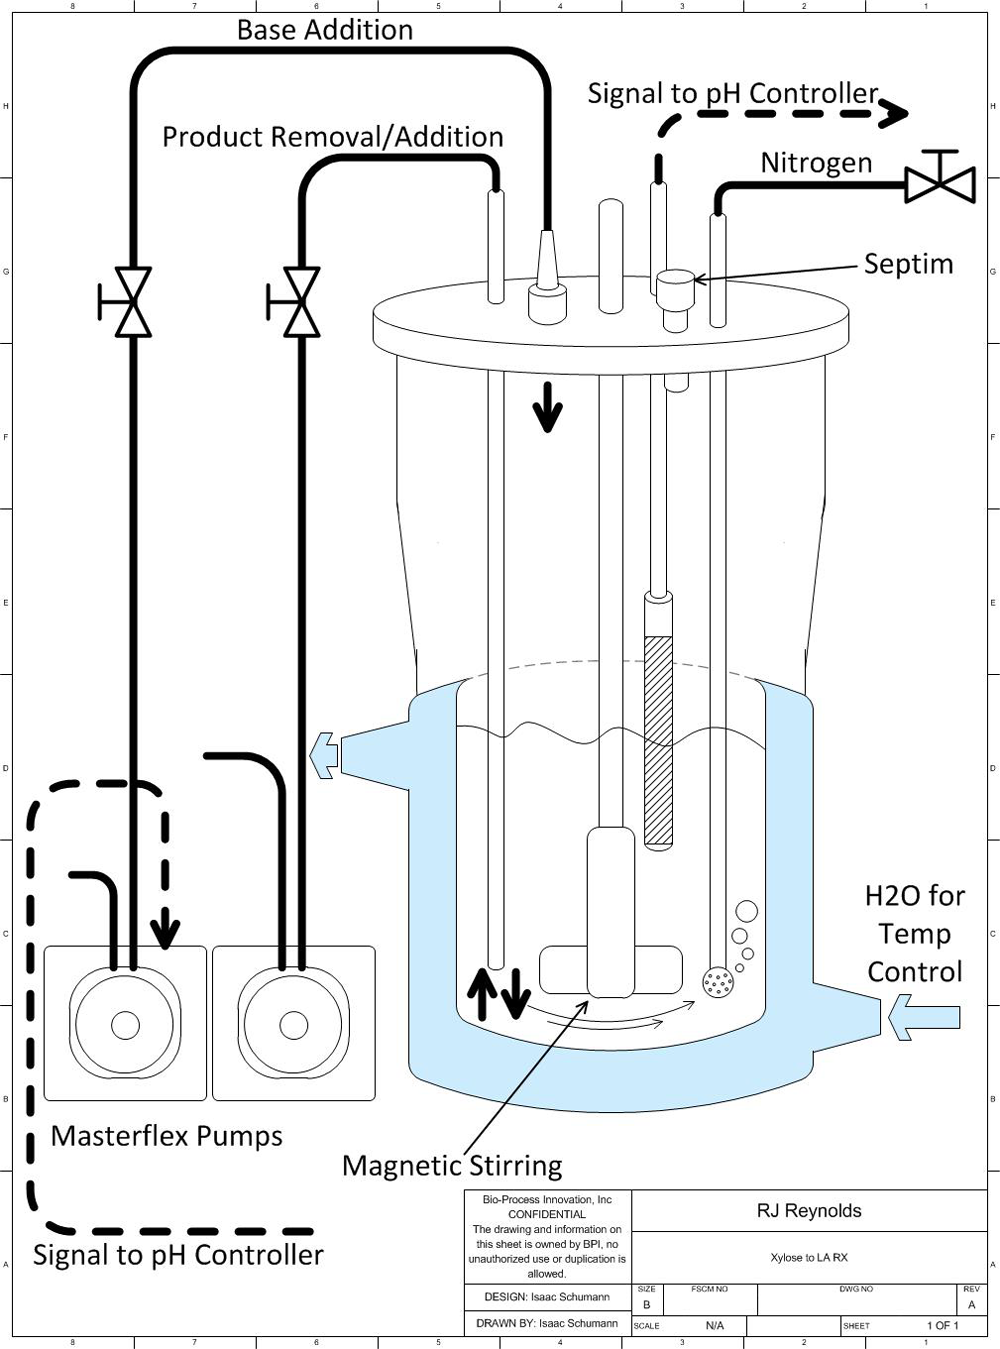 8 7 6 5 4 3 2 1
Base Addition
Signal to pH Controller
H H
Product Removal/Addition
Nitrogen
Septim
G G
F F
E E
D D
H2O for
Temp
Control
C C
B B
Masterflex Pumps
Magnetic Stirring
Signal to pH Controller
A A
Bio-Process Innovation, Inc
CONFIDENTIAL
The drawing and information on
this sheet is owned by BPI, no
unauthorized use or duplication is
allowed.
DESIGN: Isaac Schumann
DRAWN BY: Isaac Schumann
RJ Reynolds
Xylose to LA RX
SIZE FSCM NO DWG NO REV
B A
SCALE N/A SHEET 1 OF 1
8 7 6 5 4 3 2 1